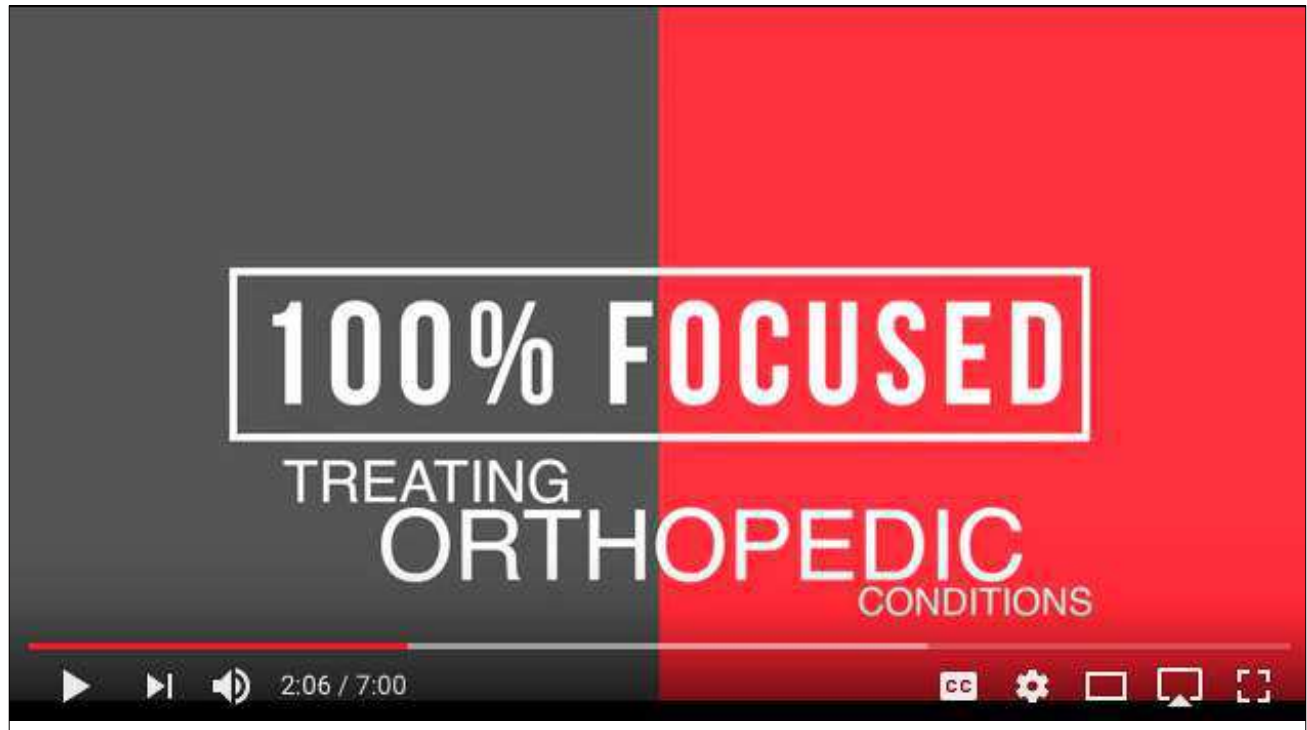 100% FOCUSED
TREATING
ORTHOPEDIC
CONDITIONS
2:06 / 7:00
CC